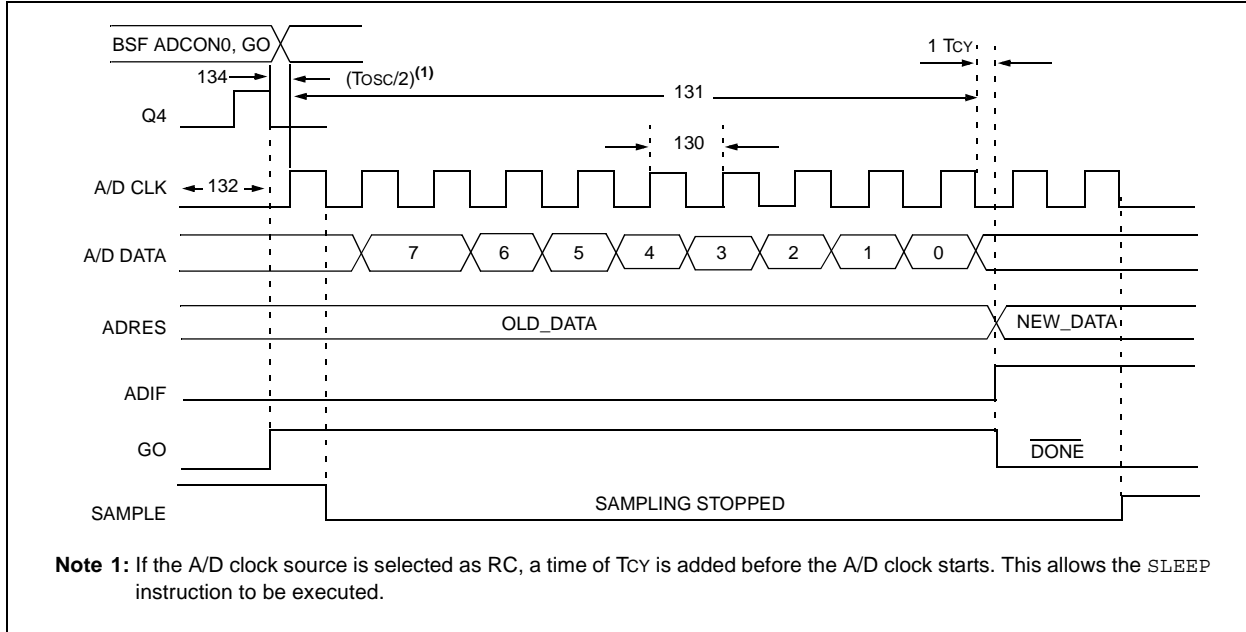 BSF ADCON0, GO
1 TCY
134
(TOSC/2)(1)
131
Q4
130
A/D CLK
132
A/D DATA
7 6 5 4 3 2 1 0
ADRES
OLD_DATA
NEW_DATA
ADIF
GO
DONE
SAMPLE
SAMPLING STOPPED
Note 1: If the A/D clock source is selected as RC, a time of TCY is added before the A/D clock starts. This allows the SLEEP
instruction to be executed.